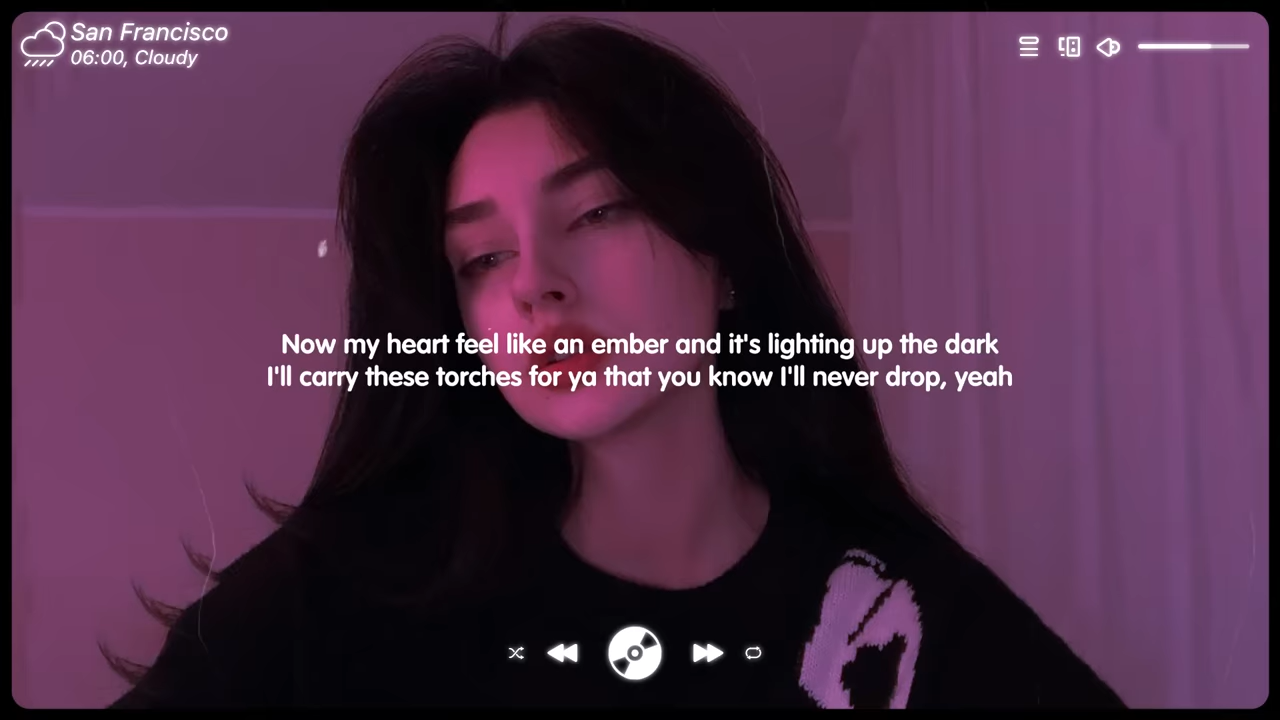 San Francisco
06:00, Cloudy
Now my heart feel like an ember and it's lighting up the dark
I'll carry these torches for ya that you know I'll never drop, yeah